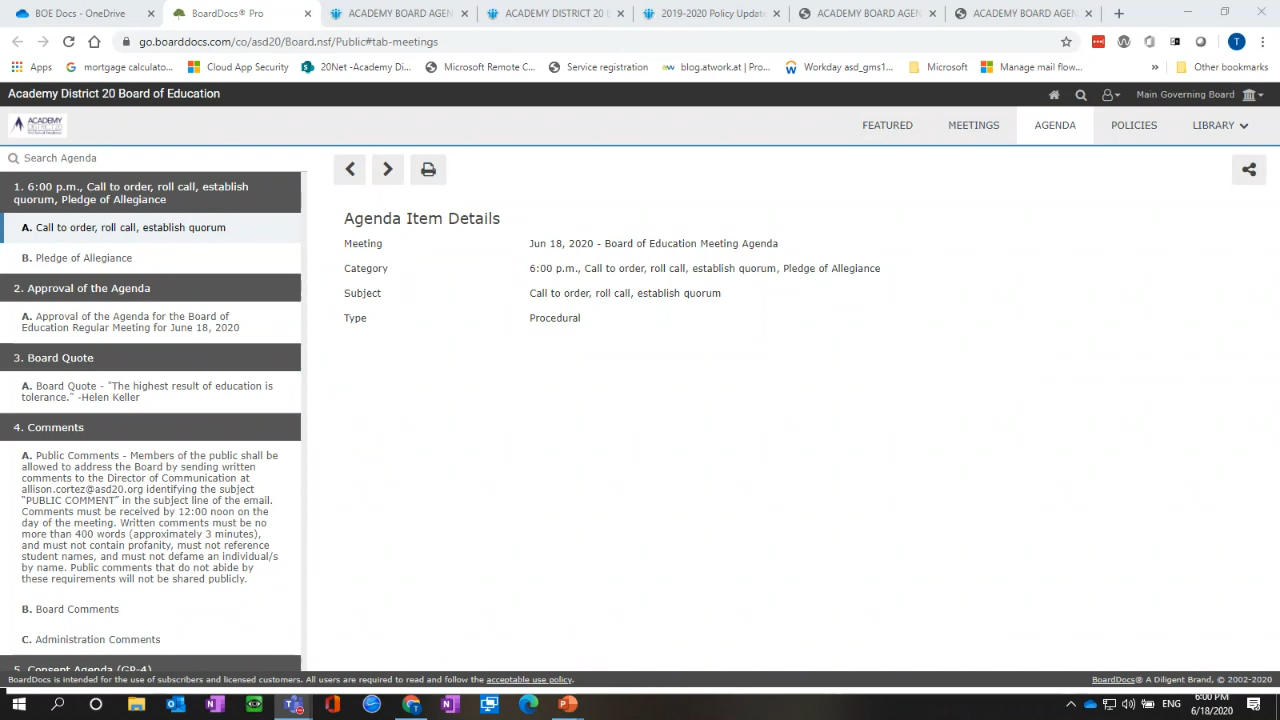 BOE Docs - OneDrive
BoardDocs® Pro
ACADEMY BOARD AGEN
ACADEMY DISTRICT 20 B
2019-2020 Policy Update
ACADEMY BOARD AGEN
ACADEMY BOARD AGEN
go.boarddocs.com/co/asd20/Board.nsf/Public#tab-meetings
T
Apps
mortgage calculato...
Cloud App Security
20Net -Academy Di...
Microsoft Remote C...
Service registration
blog.atwork.at | Pro...
Workday asd_gms1...
Microsoft
Manage mail flow...
»
Other bookmarks
Academy District 20 Board of Education
Main Governing Board
ACADEMY
DISTRICT 20
FEATURED
MEETINGS
AGENDA
POLICIES
LIBRARY
Search Agenda
1. 6:00 p.m., Call to order, roll call, establish
quorum, Pledge of Allegiance
A. Call to order, roll call, establish quorum
B. Pledge of Allegiance
2. Approval of the Agenda
A. Approval of the Agenda for the Board of
Education Regular Meeting for June 18, 2020
3. Board Quote
A. Board Quote - "The highest result of education is
tolerance." -Helen Keller
4. Comments
A. Public Comments - Members of the public shall be
allowed to address the Board by sending written
comments to the Director of Communication at
allison.cortez@asd20.org identifying the subject
"PUBLIC COMMENT" in the subject line of the email.
Comments must be received by 12:00 noon on the
day of the meeting. Written comments must be no
more than 400 words (approximately 3 minutes),
and must not contain profanity, must not reference
student names, and must not defame an individual/s
by name. Public comments that do not abide by
these requirements will not be shared publicly.
B. Board Comments
C. Administration Comments
5. Consent Agenda (GP-4)
Agenda Item Details
Meeting
Jun 18, 2020 - Board of Education Meeting Agenda
Category
6:00 p.m., Call to order, roll call, establish quorum, Pledge of Allegiance
Subject
Call to order, roll call, establish quorum
Type
Procedural
BoardDocs is intended for the use of subscribers and licensed customers. All users are required to read and follow the acceptable use policy.
BoardDocs® A Diligent Brand, © 2002-2020
ENG
6:00 PM
6/18/2020